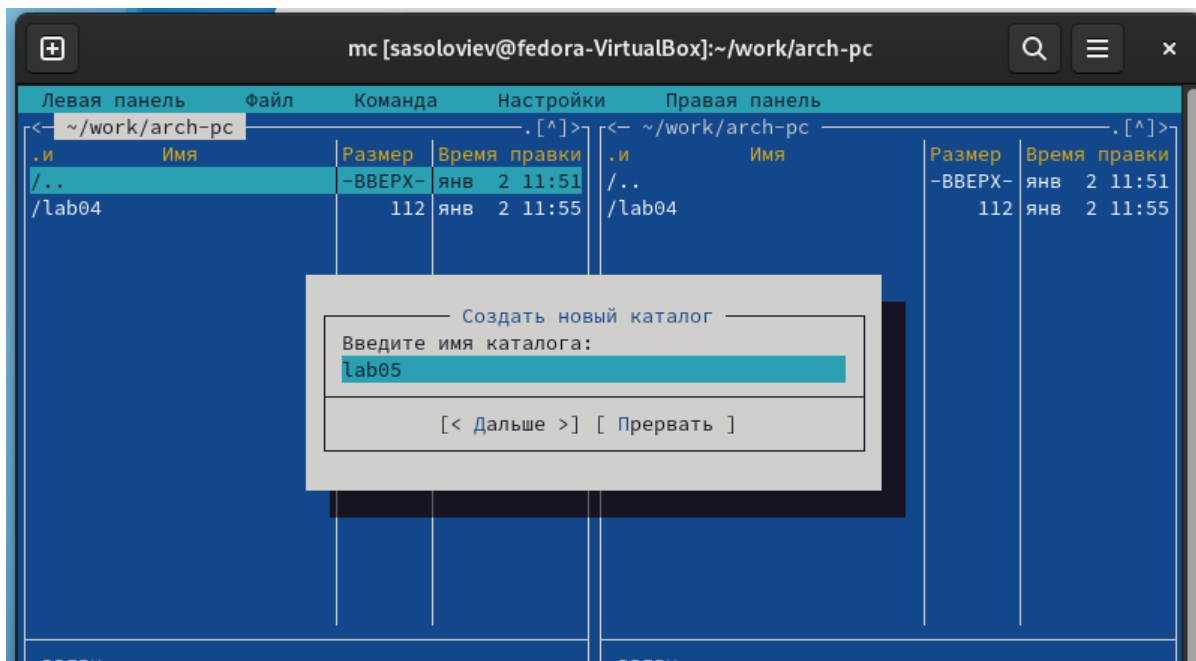 mc [sasoloviev@fedora-VirtualBox]:~/work/arch-pc
Левая панель Файл Команда Настройки Правая панель
<— ~/work/arch-pc .[^]> <— ~/work/arch-pc .[^]>
.и Имя Размер Время правки .и Имя Размер Время правки
/.. -ВВЕРХ- янв 2 11:51 /.. -ВВЕРХ- янв 2 11:51
/lab04 112 янв 2 11:55 /lab04 112 янв 2 11:55
Создать новый каталог
Введите имя каталога:
lab05
[< Дальше >] [ Прервать ]